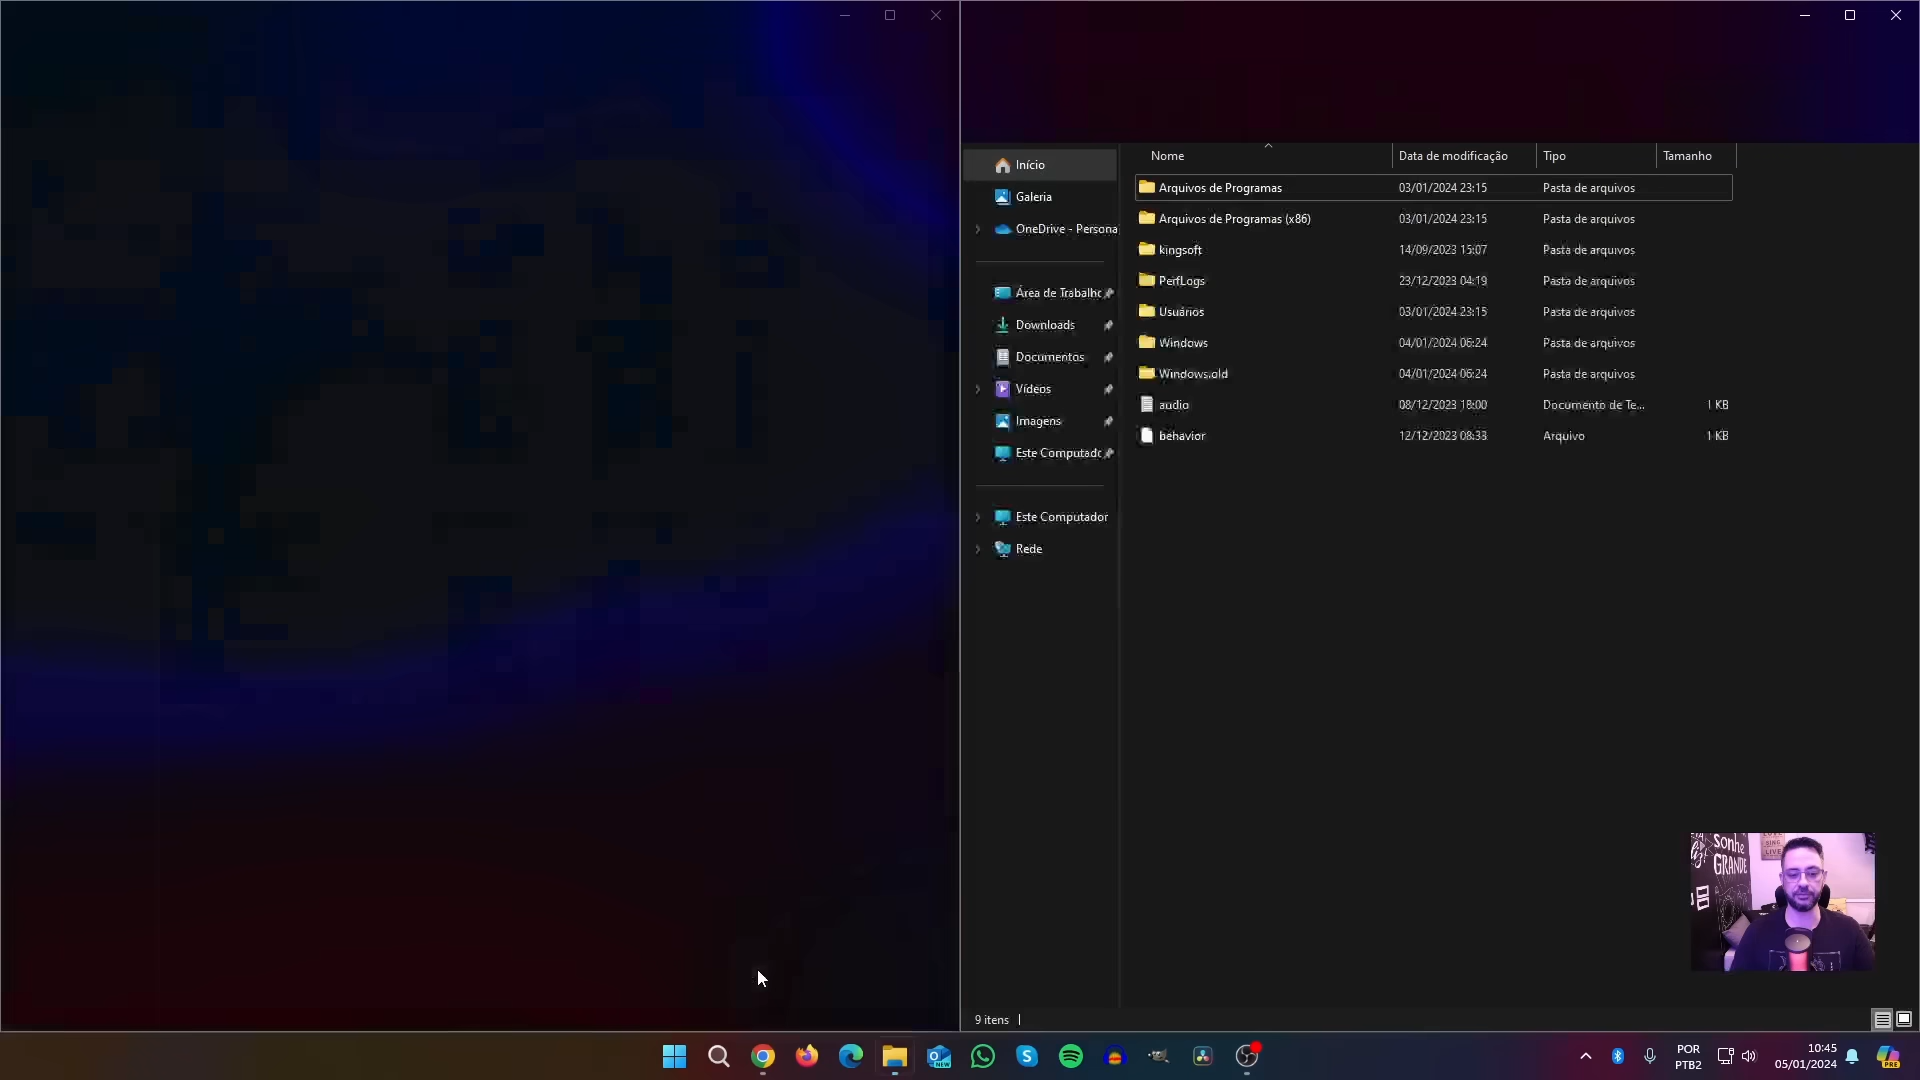 Nome Data de modificação Tipo Tamanho
Início
Galeria
OneDrive - Persona
Área de Trabalho
Downloads
Documentos
Vídeos
Imagens
Este Computado
Este Computador
Rede
Arquivos de Programas 03/01/2024 23:15 Pasta de arquivos
Arquivos de Programas (x86) 03/01/2024 23:15 Pasta de arquivos
kingsoft 14/09/2023 15:07 Pasta de arquivos
PerfLogs 23/12/2023 04:19 Pasta de arquivos
Usuários 03/01/2024 23:15 Pasta de arquivos
Windows 04/01/2024 06:24 Pasta de arquivos
Windows.old 04/01/2024 06:24 Pasta de arquivos
audio 08/12/2023 18:00 Documento de Te... 1 KB
behavior 12/12/2023 08:33 Arquivo 1 KB
sonhe
GRANDE
LOVE
SING
LIVE
9 itens
NEW
POR
PTB2
10:45
05/01/2024
PRE